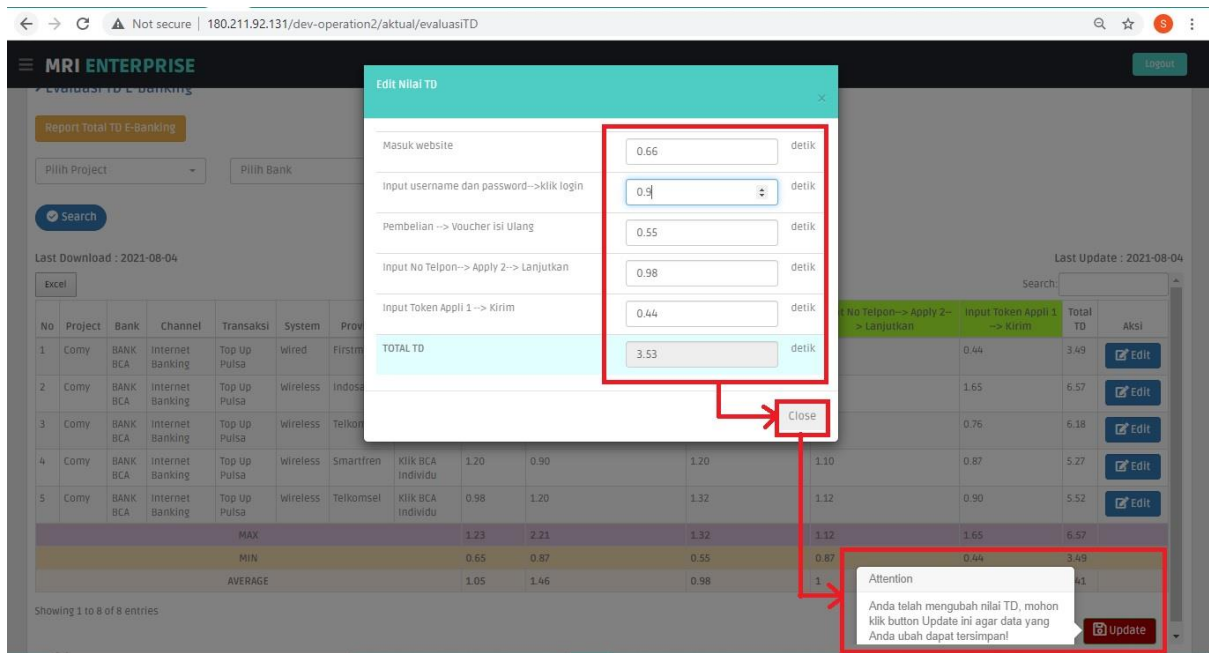 Not secure | 180.211.92.131/dev-operation2/aktual/evaluasiTD
S
MRI ENTERPRISE
Logout
Evaluasi TD E-Banking
Report Total TD E-Banking
Pilih Project
Pilih Bank
Search
Last Download : 2021-08-04
Last Update : 2021-08-04
Excel
Search:
Edit Nilai TD
×
Masuk website 0.66 detik
Input username dan password-->klik login 0.9 detik
Pembelian --> Voucher isi Ulang 0.55 detik
Input No Telpon--> Apply 2--> Lanjutkan 0.98 detik
Input Token Appli 1 --> Kirim 0.44 detik
TOTAL TD 3.53 detik
Close
No Project Bank Channel Transaksi System Prov
No Telpon--> Apply 2--
> Lanjutkan
Input Token Appli 1
--> Kirim
Total
TD
Aksi
1 Comy BANK BCA Internet Banking Top Up Pulsa Wired Firstm 0.44 3.49 Edit
2 Comy BANK BCA Internet Banking Top Up Pulsa Wireless Indosa 1.65 6.57 Edit
3 Comy BANK BCA Internet Banking Top Up Pulsa Wireless Telkom 0.76 6.18 Edit
4 Comy BANK BCA Internet Banking Top Up Pulsa Wireless Smartfren Klik BCA Individu 1.20 0.90 1.20 1.10 0.87 5.27 Edit
5 Comy BANK BCA Internet Banking Top Up Pulsa Wireless Telkomsel Klik BCA Individu 0.98 1.20 1.32 1.12 0.90 5.52 Edit
MAX 1.23 2.21 1.32 1.12 1.65 6.57
MIN 0.65 0.87 0.55 0.87 0.44 3.49
AVERAGE 1.05 1.46 0.98 1 41
Showing 1 to 8 of 8 entries
Attention
Anda telah mengubah nilai TD, mohon
klik button Update ini agar data yang
Anda ubah dapat tersimpan!
Update